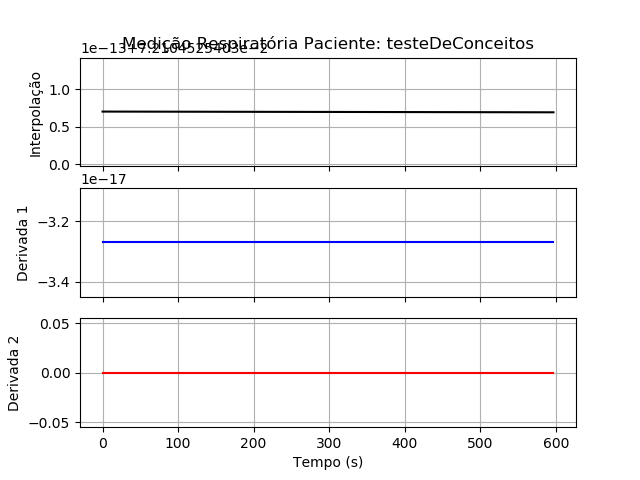 Medição Respiratória Paciente: testeDeConceitos
1e−13+7.2104525403e−2
1.0
0.5
0.0
Interpolação
1e−17
−3.2
−3.4
Derivada 1
0.05
0.00
−0.05
Derivada 2
0 100 200 300 400 500 600
Tempo (s)